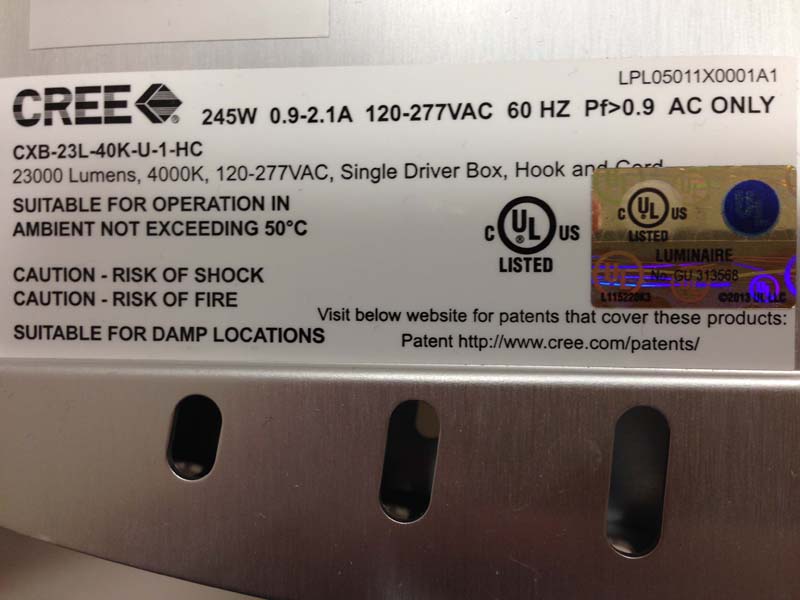 LPL05011X0001A1
CREE® 245W 0.9-2.1A 120-277VAC 60 HZ Pf>0.9 AC ONLY
CXB-23L-40K-U-1-HC
23000 Lumens, 4000K, 120-277VAC, Single Driver Box, Hook and Cord
SUITABLE FOR OPERATION IN
AMBIENT NOT EXCEEDING 50°C
C UL US
LISTED
C UL US
LISTED
UL
LUMINAIRE
No. GU 313568
©2013 UL LLC
CAUTION - RISK OF SHOCK
CAUTION - RISK OF FIRE
SUITABLE FOR DAMP LOCATIONS
Visit below website for patents that cover these products:
Patent http://www.cree.com/patents/